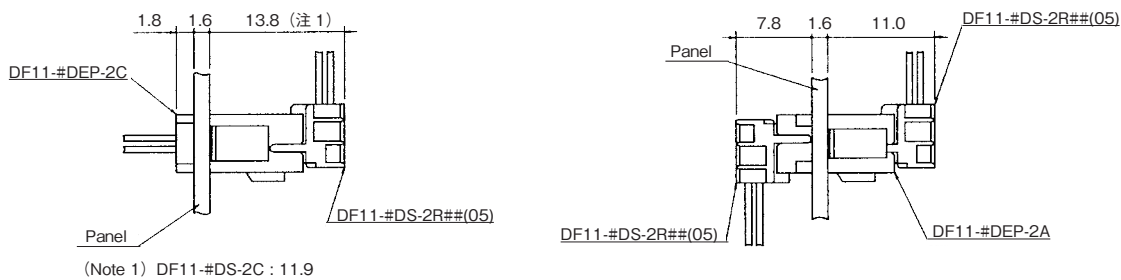 1.8 1.6 13.8（注 1）
DF11-#DEP-2C
DF11-#DS-2R##(05)
Panel
（Note 1）DF11-#DS-2C : 11.9
7.8 1.6 11.0
DF11-#DS-2R##(05)
Panel
DF11-#DS-2R##(05)
DF11-#DEP-2A